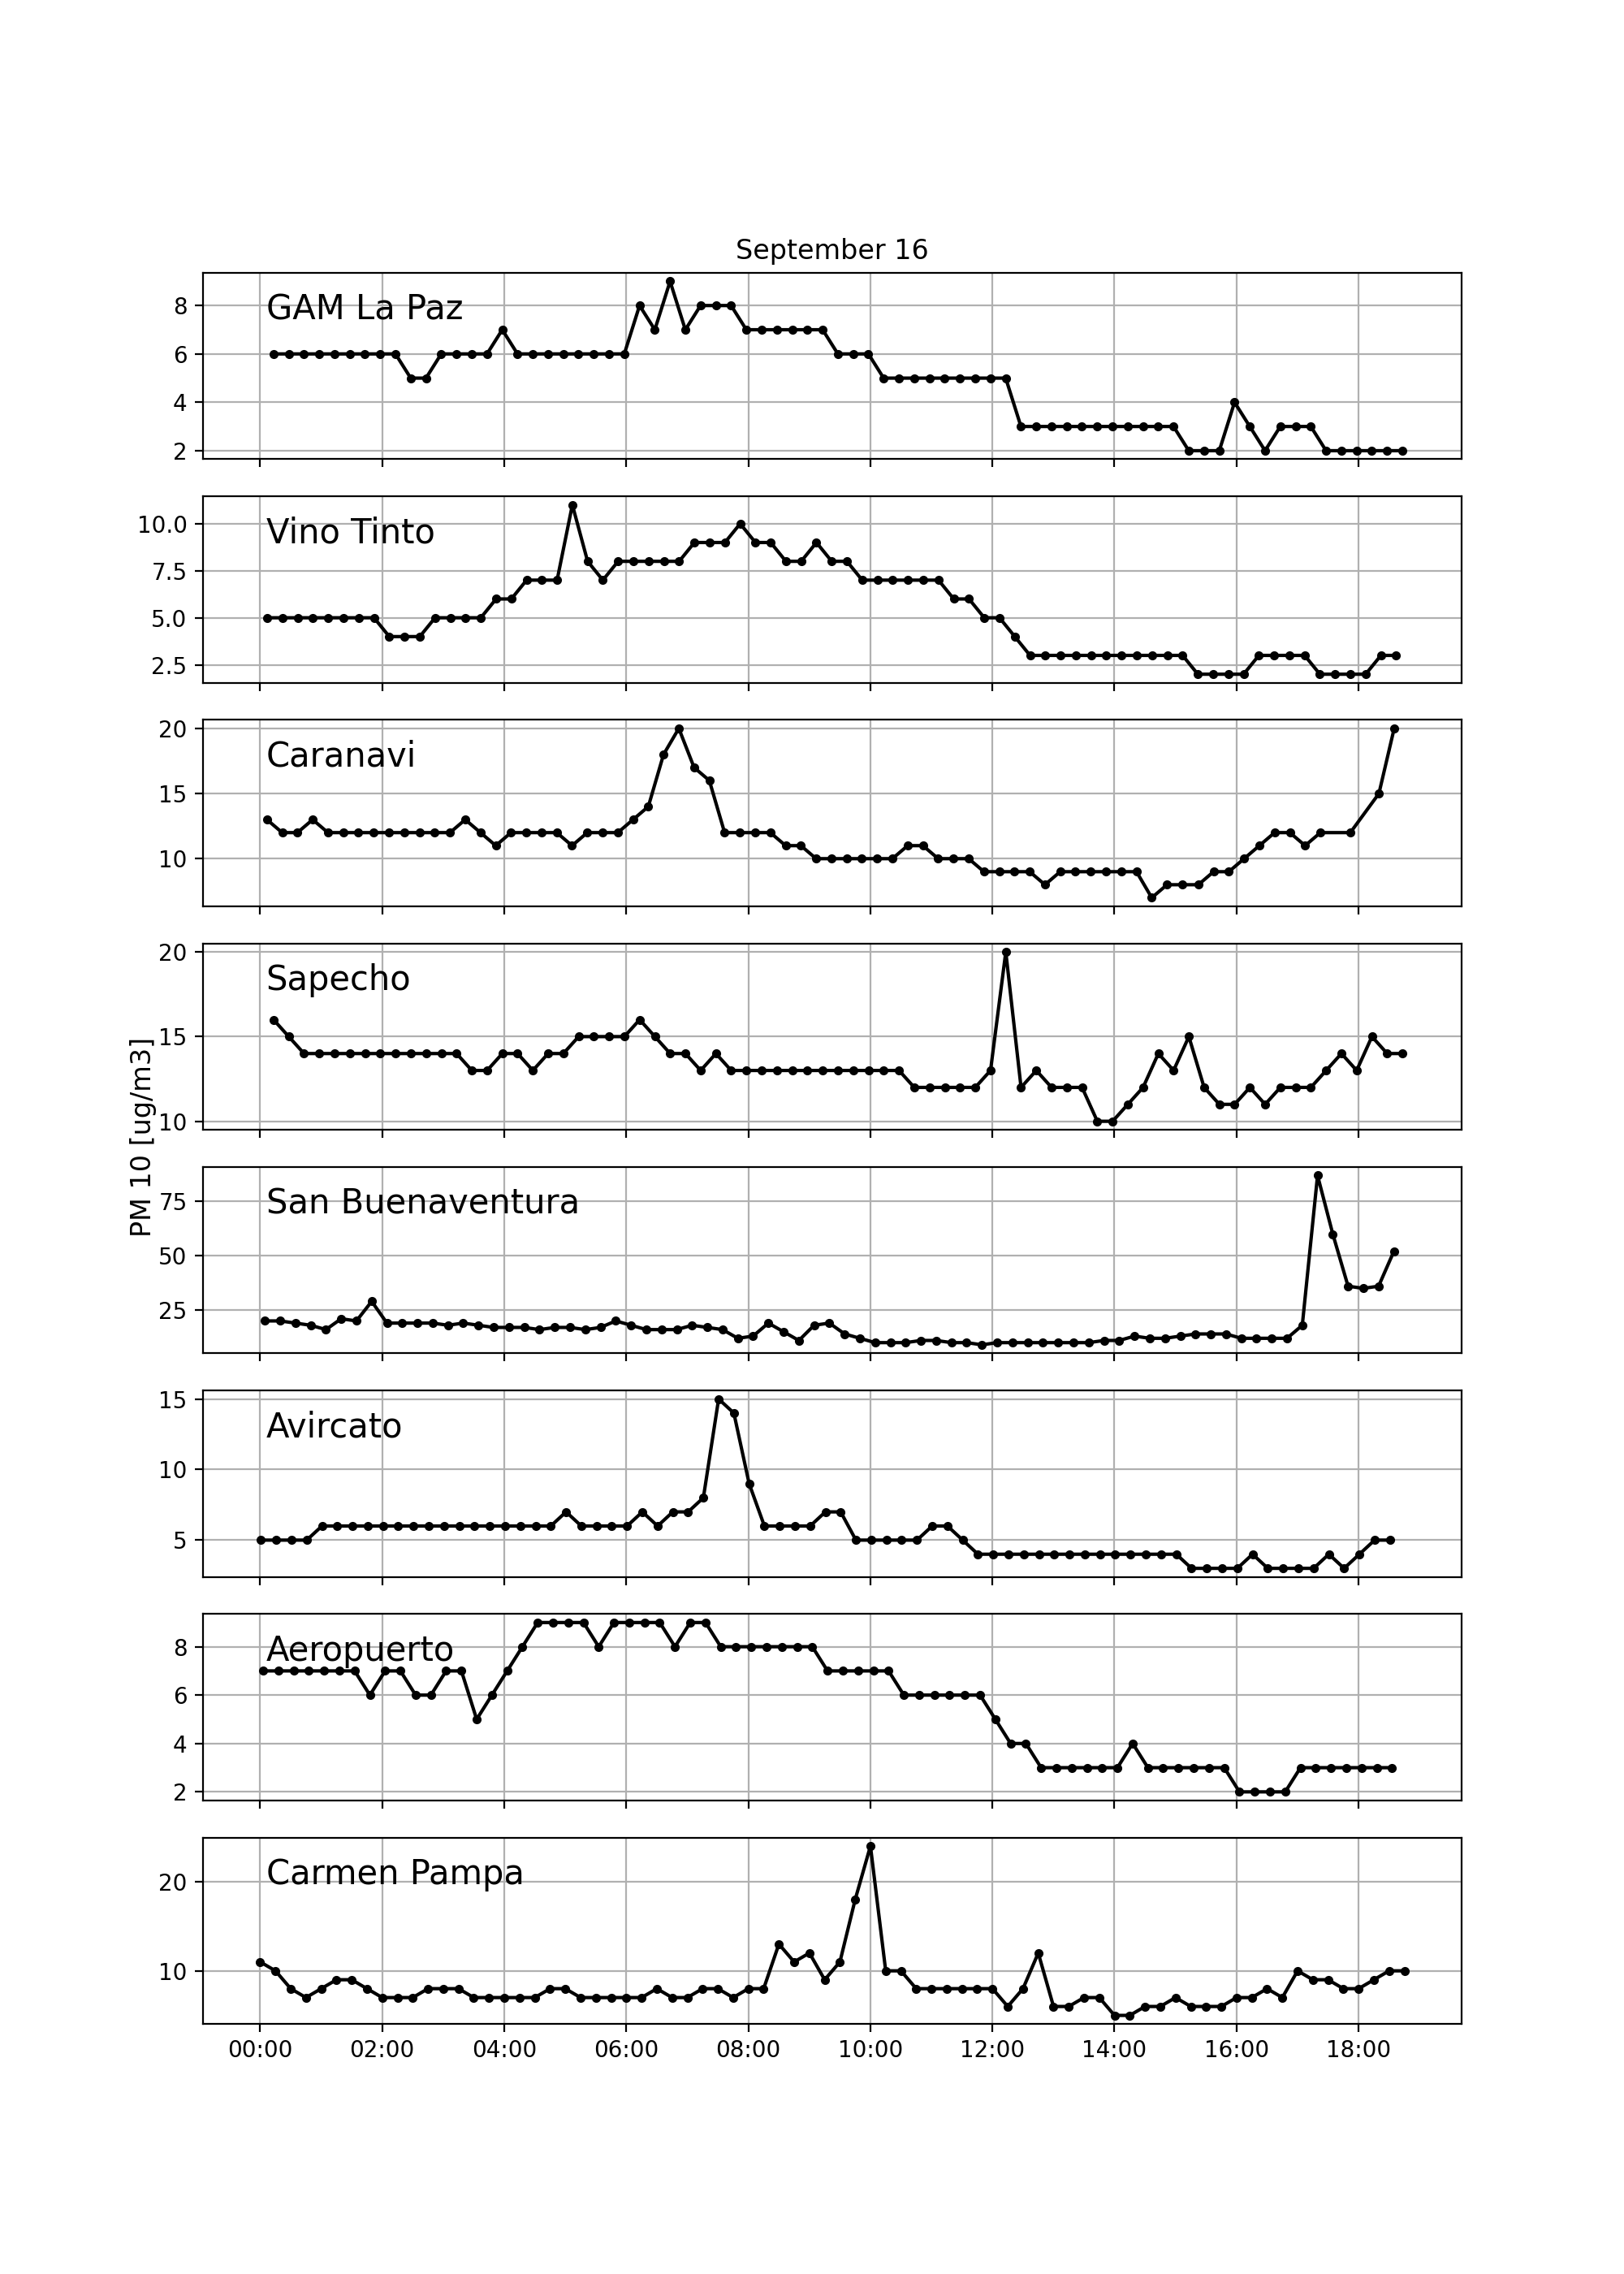 September 16
GAM La Paz
8
6
4
2
Vino Tinto
10.0
7.5
5.0
2.5
Caranavi
20
15
10
Sapecho
20
15
10
PM 10 [ug/m3]
San Buenaventura
75
50
25
Avircato
15
10
5
Aeropuerto
8
6
4
2
Carmen Pampa
20
10
00:00 02:00 04:00 06:00 08:00 10:00 12:00 14:00 16:00 18:00